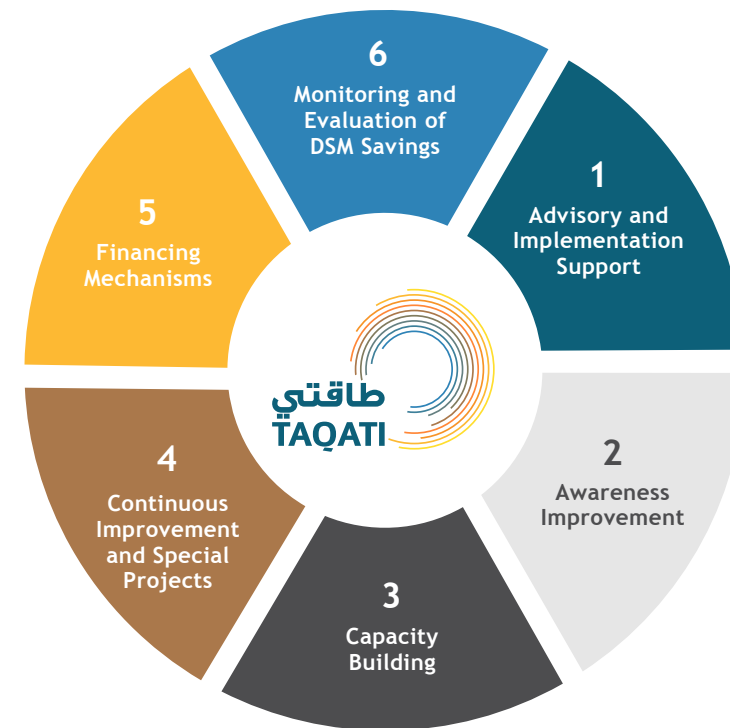 6
Monitoring and
Evaluation of
DSM Savings
1
Advisory and
Implementation
Support
2
Awareness
Improvement
3
Capacity
Building
4
Continuous
Improvement
and Special
Projects
5
Financing
Mechanisms
طاقتي
TAQATI